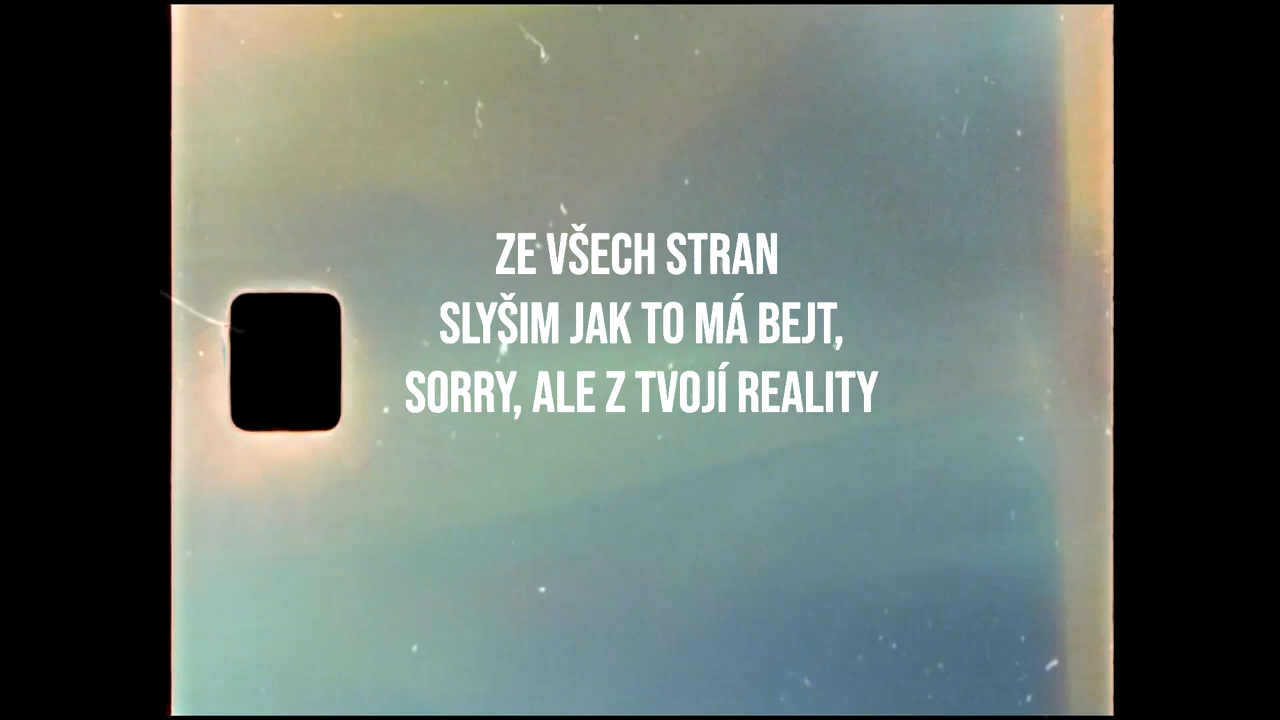 ZE VŠECH STRAN
SLYŠIM JAK TO MÁ BEJT,
SORRY, ALE Z TVOJÍ REALITY